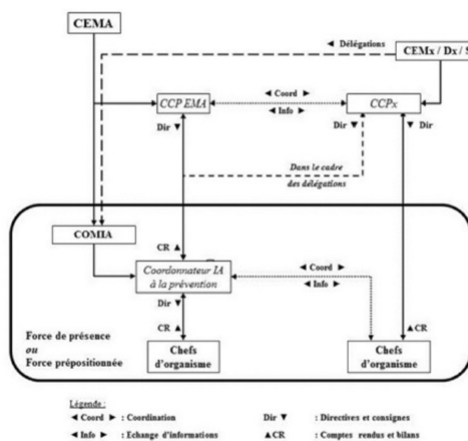 CEMA
CEMx / Dx / S
◄ Délégations
CCP EMA
◄ Coord ►
◄ Info ►
CCPx
Dir ▼
Dir ▼
▼ Dir
Dans le cadre
des délégations
COMIA
CR ▲
Coordonnateur IA
à la prévention
◄ Coord ►
◄ Info ►
Dir ▼
CR ▲
▲CR
Force de présence
ou
Force prépositionnée
Chefs
d'organisme
Chefs
d'organisme
Légende :
◄ Coord ► : Coordination
Dir ▼ : Directives et consignes
◄ Info ► : Echange d'informations
▲CR : Comptes rendus et bilans